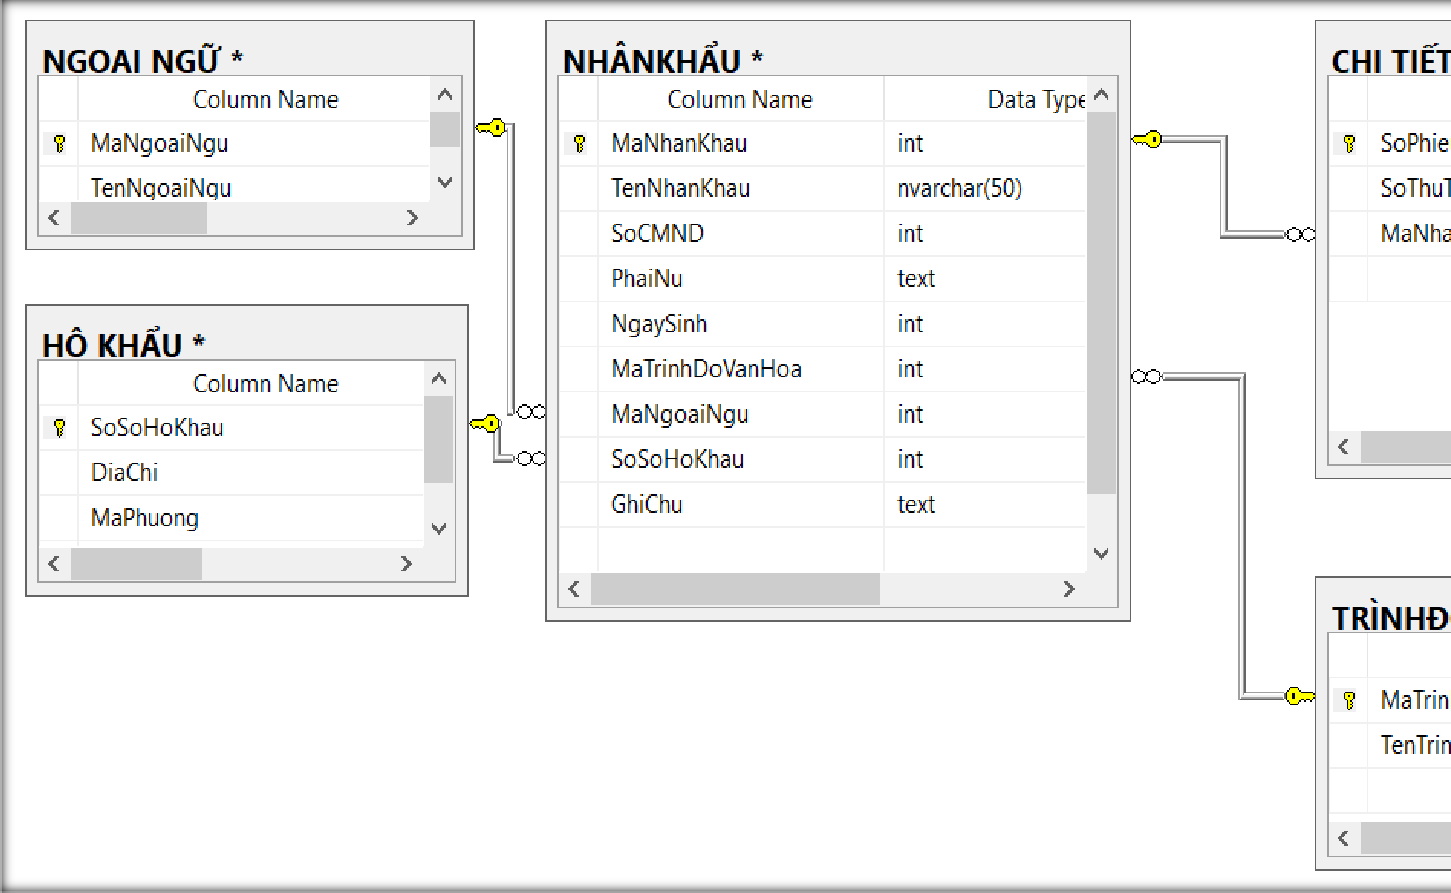 NGOAI NGỮ *
Column Name
MaNgoaiNgu
TenNgoaiNgu
HÔ KHẨU *
Column Name
SoSoHoKhau
DiaChi
MaPhuong
NHÂNKHẨU *
Column Name Data Type
MaNhanKhau int
TenNhanKhau nvarchar(50)
SoCMND int
PhaiNu text
NgaySinh int
MaTrinhDoVanHoa int
MaNgoaiNgu int
SoSoHoKhau int
GhiChu text
CHI TIẾT
SoPhie
SoThuT
MaNha
TRÌNHĐ
MaTrin
TenTrin